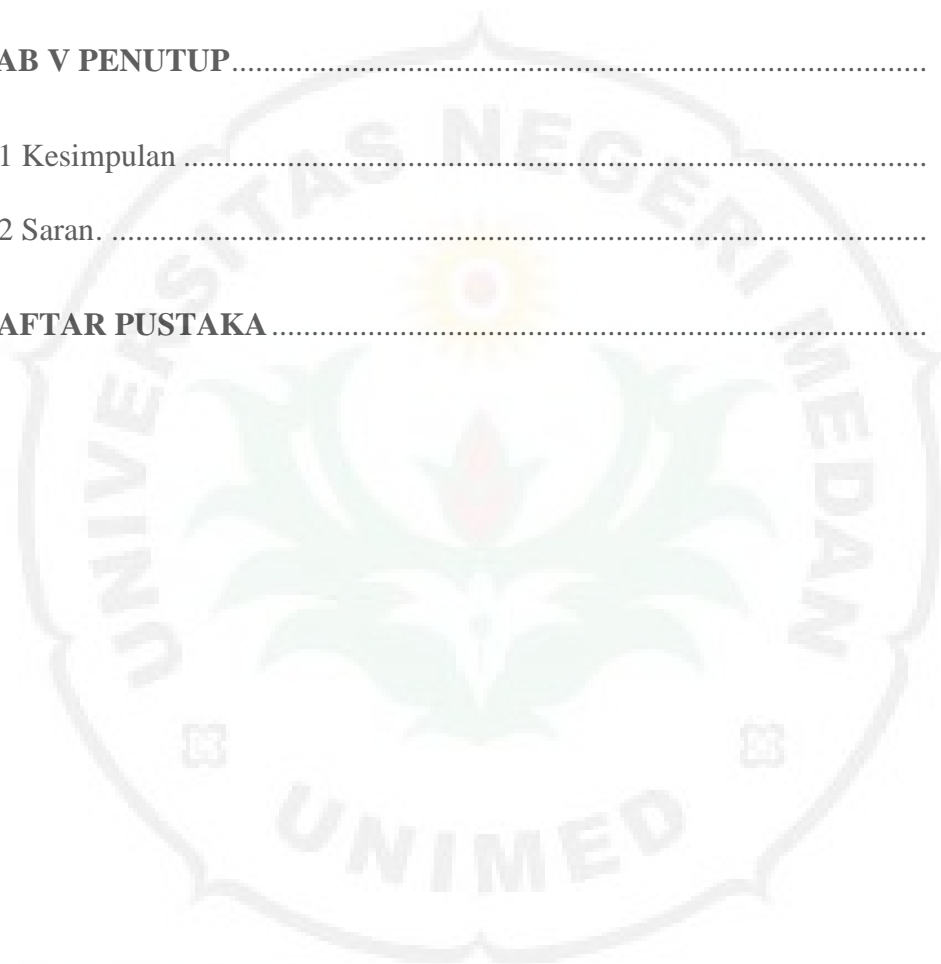 AB V PENUTUP................................................................................
1 Kesimpulan................................................................................
2 Saran. ................................................................................
AFTAR PUSTAKA................................................................................
UNIVERSITAS NEGERI MEDAN
UNIMED